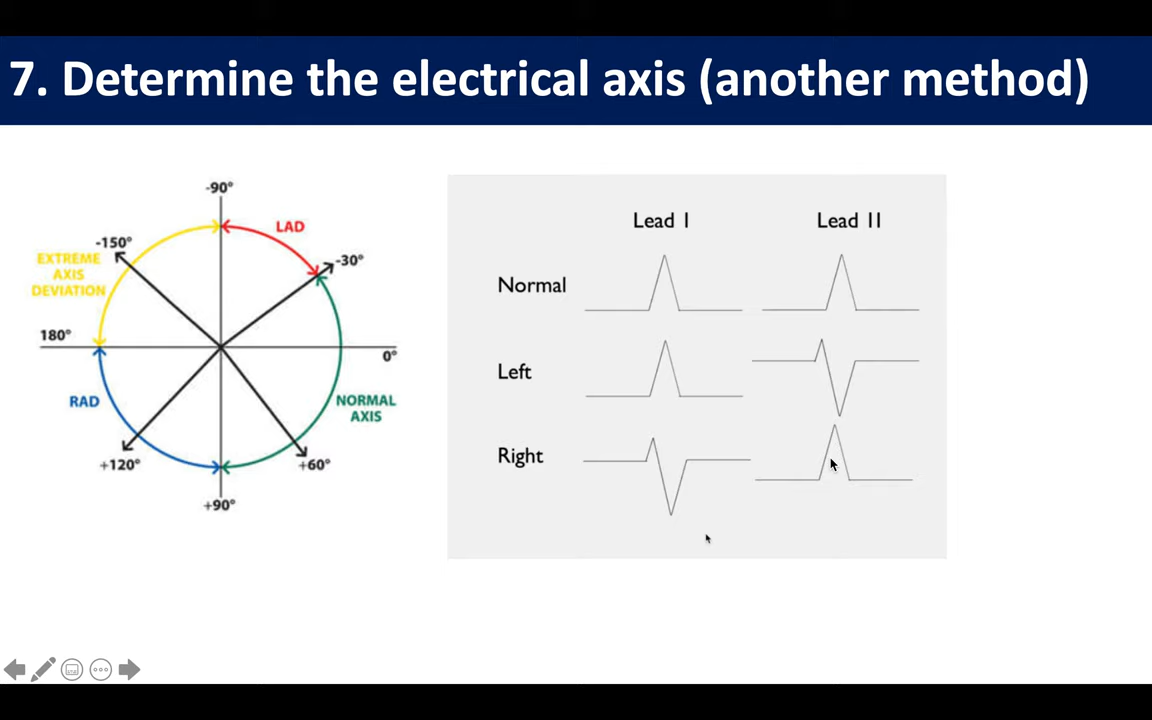 7. Determine the electrical axis (another method)
-90°
LAD
-150°
-30°
EXTREME
AXIS
DEVIATION
180°
0°
RAD
NORMAL
AXIS
+120°
+60°
+90°
Lead I
Lead II
Normal
Left
Right